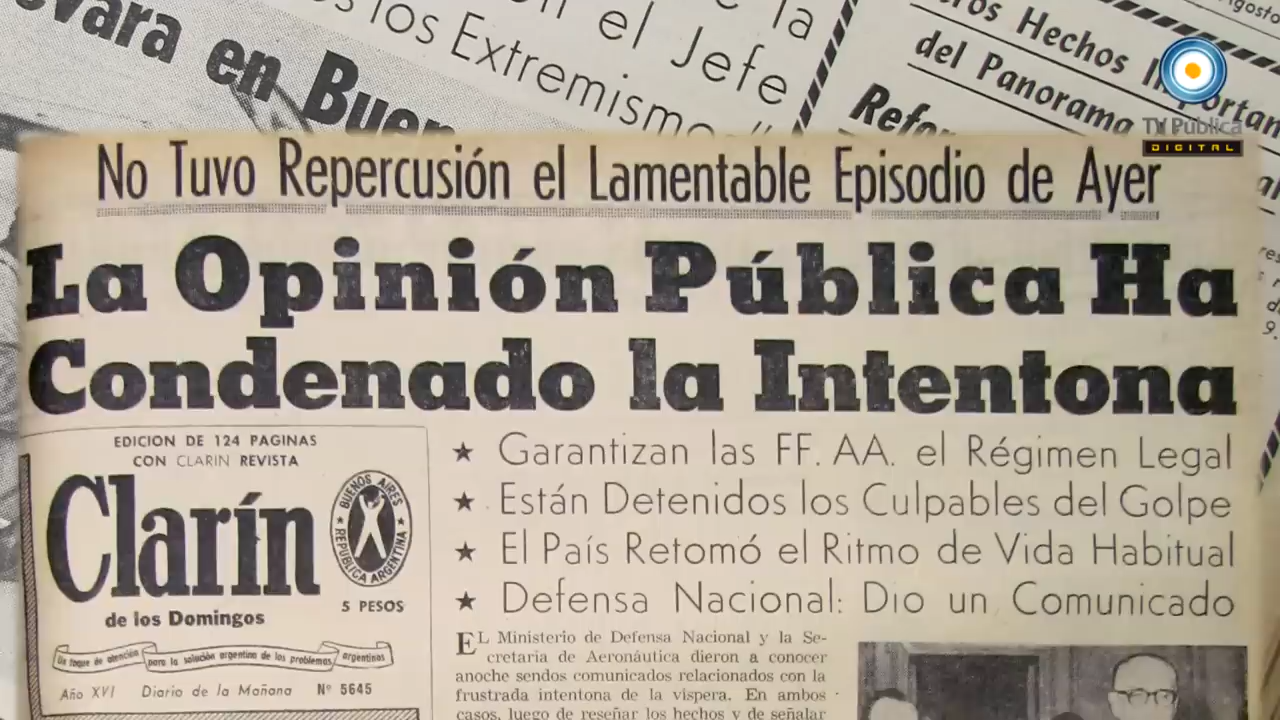 en Buen
los Extremismo
el Jefe
la
Hechos
del Panorama
TV Pública
DIGITAL
No Tuvo Repercusión el Lamentable Episodio de Ayer
La Opinión Pública Ha
Condenado la Intentona
EDICION DE 124 PAGINAS
CON CLARIN REVISTA
Clarín
BUENOS AIRES
REPUBLICA ARGENTINA
de los Domingos
5 PESOS
Un toque de atención para la solución argentina de los problemas argentinos
Año XVI Diario de la Mañana Nº 5645
★ Garantizan las FF. AA. el Régimen Legal
★ Están Detenidos los Culpables del Golpe
★ El País Retomó el Ritmo de Vida Habitual
★ Defensa Nacional: Dio un Comunicado
EL Ministerio de Defensa Nacional y la Se-
cretaria de Aeronáutica dieron a conocer
anoche sendos comunicados relacionados con la
frustrada intentona de la víspera. En ambos
casos, luego de reseñar los hechos y de señalar